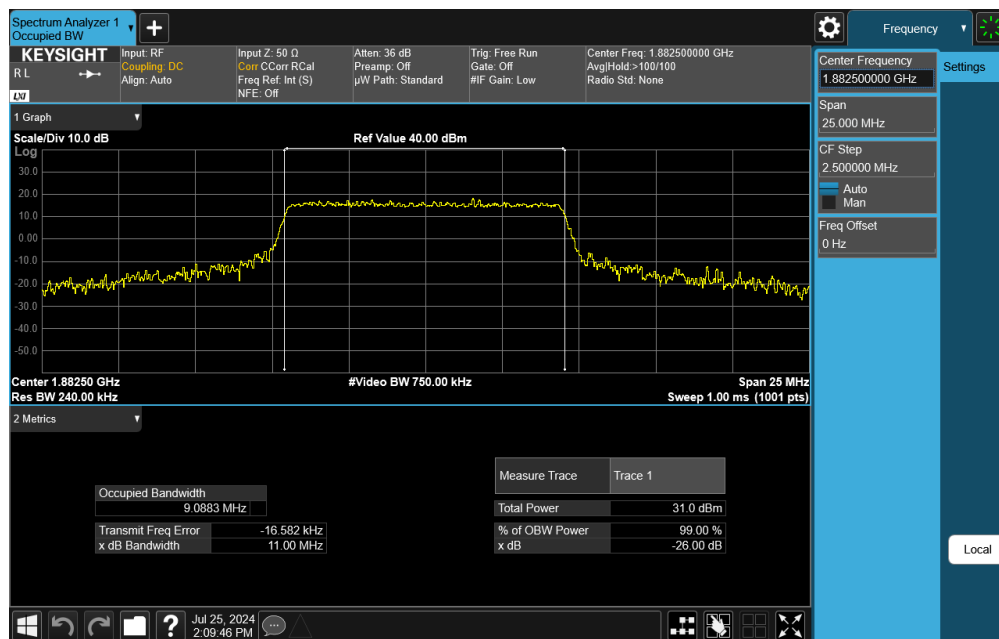 Spectrum Analyzer 1
Occupied BW
+
Frequency
KEYSIGHT
RL
LXI
Input: RF
Coupling: DC
Align: Auto
Input Z: 50 Ω
Corr CCorr RCal
Freq Ref: Int (S)
NFE: Off
Atten: 36 dB
Preamp: Off
µW Path: Standard
Trig: Free Run
Gate: Off
#IF Gain: Low
Center Freq: 1.882500000 GHz
Avg|Hold:>100/100
Radio Std: None
Center Frequency
1.882500000 GHz
Settings
Span
25.000 MHz
CF Step
2.500000 MHz
Auto
Man
Freq Offset
0 Hz
Local
1 Graph
Scale/Div 10.0 dB
Ref Value 40.00 dBm
Log
30.0
20.0
10.0
0.00
-10.0
-20.0
-30.0
-40.0
-50.0
Center 1.88250 GHz
#Video BW 750.00 kHz
Span 25 MHz
Res BW 240.00 kHz
Sweep 1.00 ms (1001 pts)
2 Metrics
Measure Trace
Trace 1
Occupied Bandwidth
9.0883 MHz
Total Power
31.0 dBm
Transmit Freq Error
-16.582 kHz
% of OBW Power
99.00 %
x dB Bandwidth
11.00 MHz
x dB
-26.00 dB
?
Jul 25, 2024
2:09:46 PM